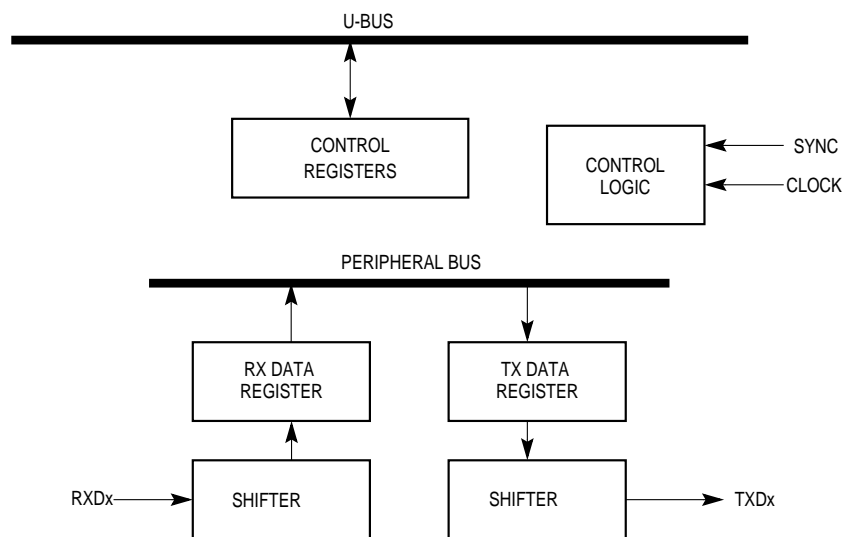 U-BUS
CONTROL
REGISTERS
CONTROL
LOGIC
SYNC
CLOCK
PERIPHERAL BUS
RX DATA
REGISTER
TX DATA
REGISTER
RXDx
SHIFTER
SHIFTER
TXDx